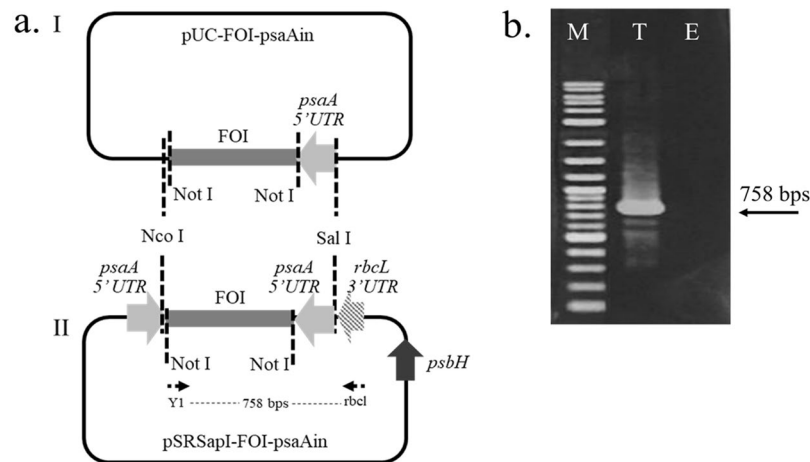 a.
I
pUC-FOI-psaAin
psaA
5'UTR
FOI
Not I
Not I
Nco I
Sal I
psaA
5'UTR
psaA
5'UTR
rbcL
3'UTR
FOI
II
Not I
Not I
psbH
Y1
758 bps
rbcl
pSRSapI-FOI-psaAin
b.
M T E
758 bps